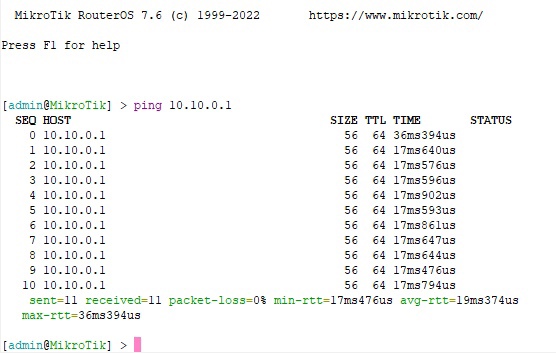 MikroTik RouterOS 7.6 (c) 1999-2022 https://www.mikrotik.com/
Press F1 for help
[admin@MikroTik] > ping 10.10.0.1
SEQ HOST SIZE TTL TIME STATUS
0 10.10.0.1 56 64 36ms394us
1 10.10.0.1 56 64 17ms640us
2 10.10.0.1 56 64 17ms576us
3 10.10.0.1 56 64 17ms596us
4 10.10.0.1 56 64 17ms902us
5 10.10.0.1 56 64 17ms593us
6 10.10.0.1 56 64 17ms861us
7 10.10.0.1 56 64 17ms647us
8 10.10.0.1 56 64 17ms644us
9 10.10.0.1 56 64 17ms476us
10 10.10.0.1 56 64 17ms794us
sent=11 received=11 packet-loss=0% min-rtt=17ms476us avg-rtt=19ms374us
max-rtt=36ms394us
[admin@MikroTik] >